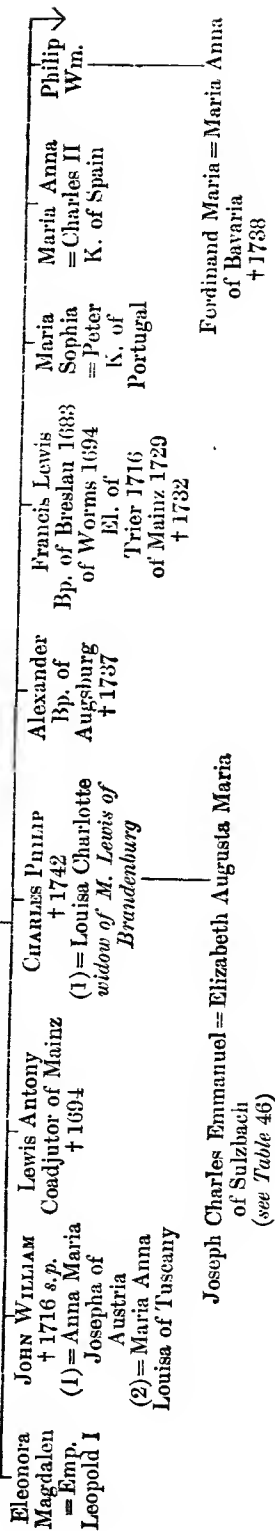 Eleonora
Magdalen
= Emp.
Leopold I
JOHN WILLIAM
† 1716 s.p.
(1) = Anna Maria
Josepha of
Austria
(2) = Maria Anna
Louisa of Tuscany
Lewis Antony
Coadjutor of Mainz
† 1694
CHARLES PHILIP
† 1742
(1) = Louisa Charlotte
widow of M. Lewis of
Brandenburg
Alexander
Bp. of
Augsburg
† 1737
Francis Lewis
Bp. of Breslau 1683
of Worms 1694
El. of
Trier 1716
of Mainz 1729
† 1732
Maria
Sophia
= Peter
K. of
Portugal
Maria Anna
= Charles II
K. of Spain
Philip
Wm.
Joseph Charles Emmanuel = Elizabeth Augusta Maria
of Sulzbach
(see Table 46)
Ferdinand Maria = Maria Anna
of Bavaria
† 1738